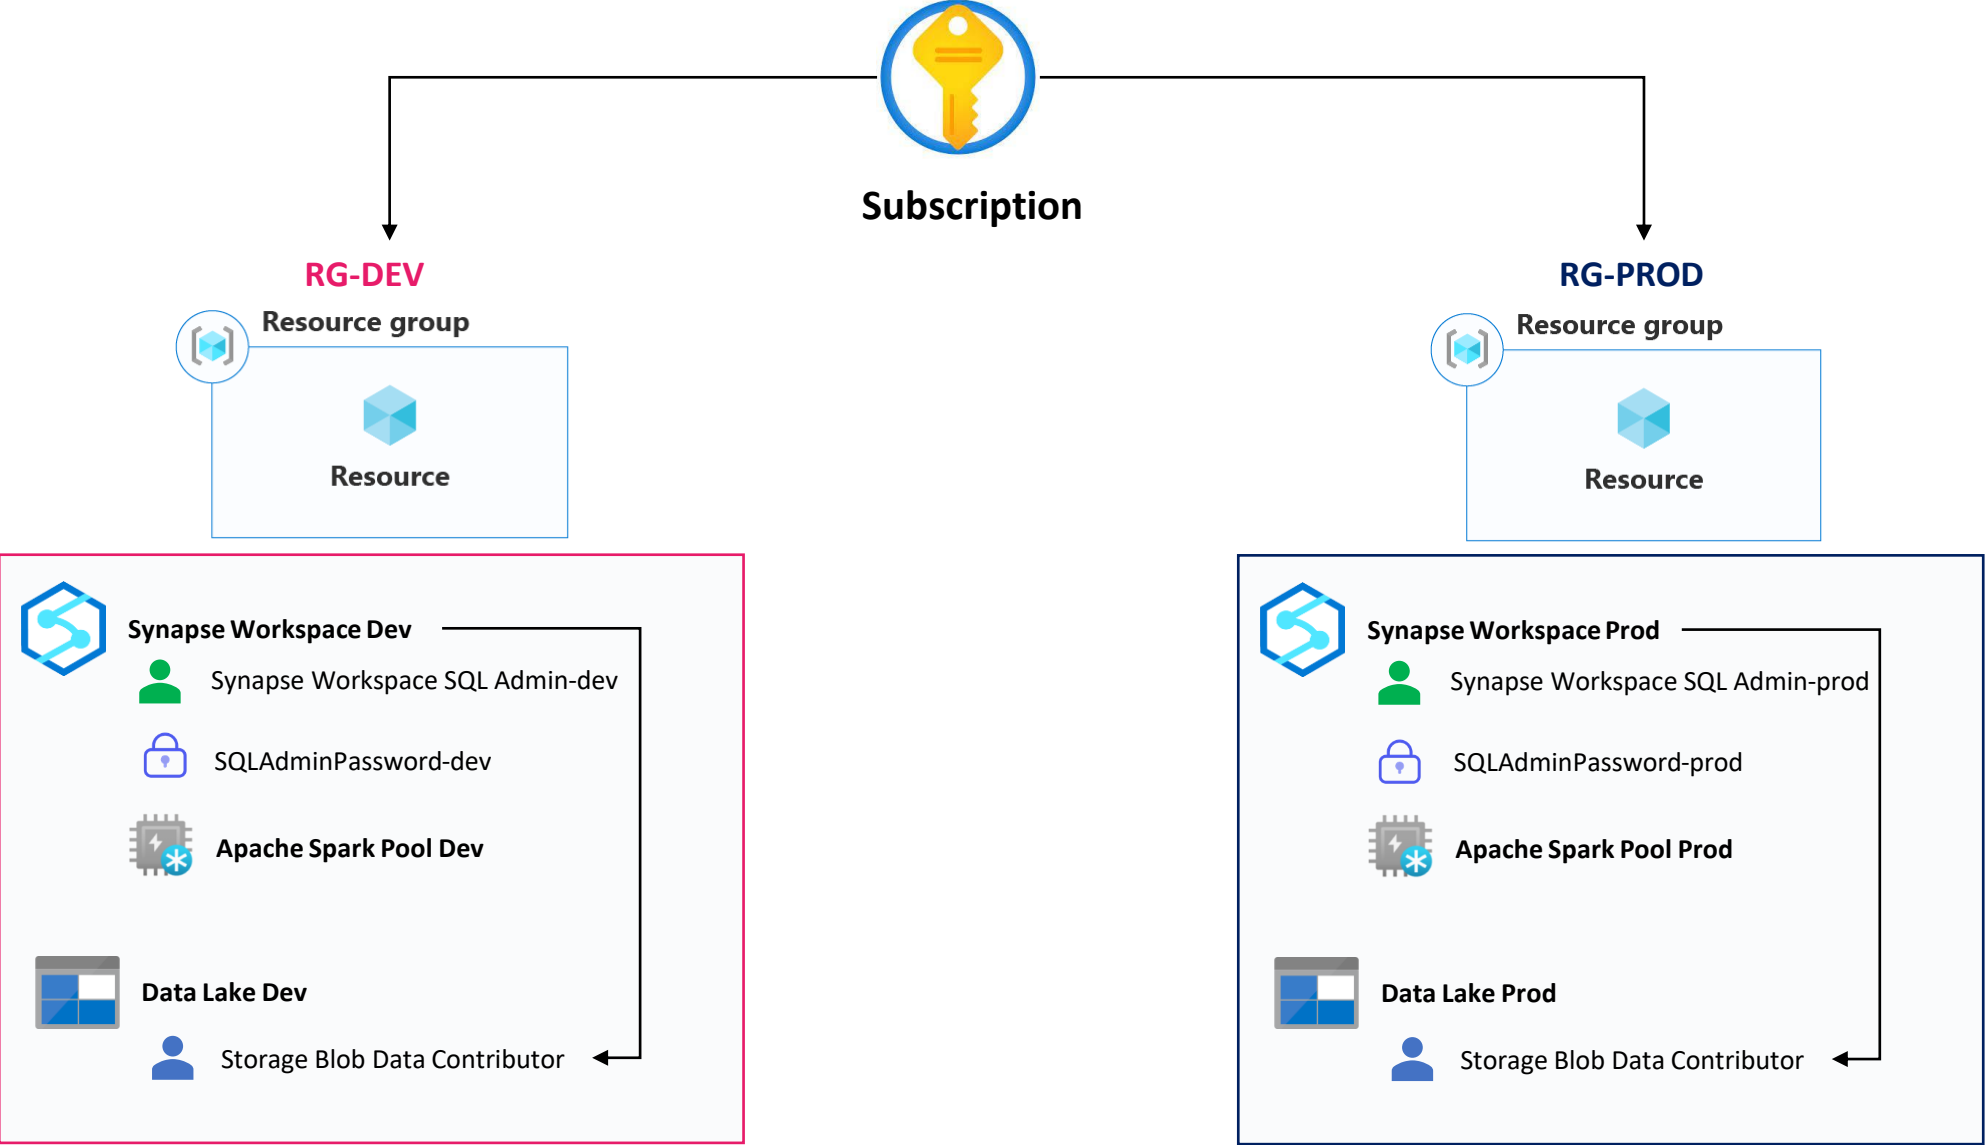 Subscription
RG-DEV
Resource group
Resource
Synapse Workspace Dev
Synapse Workspace SQL Admin-dev
SQLAdminPassword-dev
Apache Spark Pool Dev
Data Lake Dev
Storage Blob Data Contributor
RG-PROD
Resource group
Resource
Synapse Workspace Prod
Synapse Workspace SQL Admin-prod
SQLAdminPassword-prod
Apache Spark Pool Prod
Data Lake Prod
Storage Blob Data Contributor